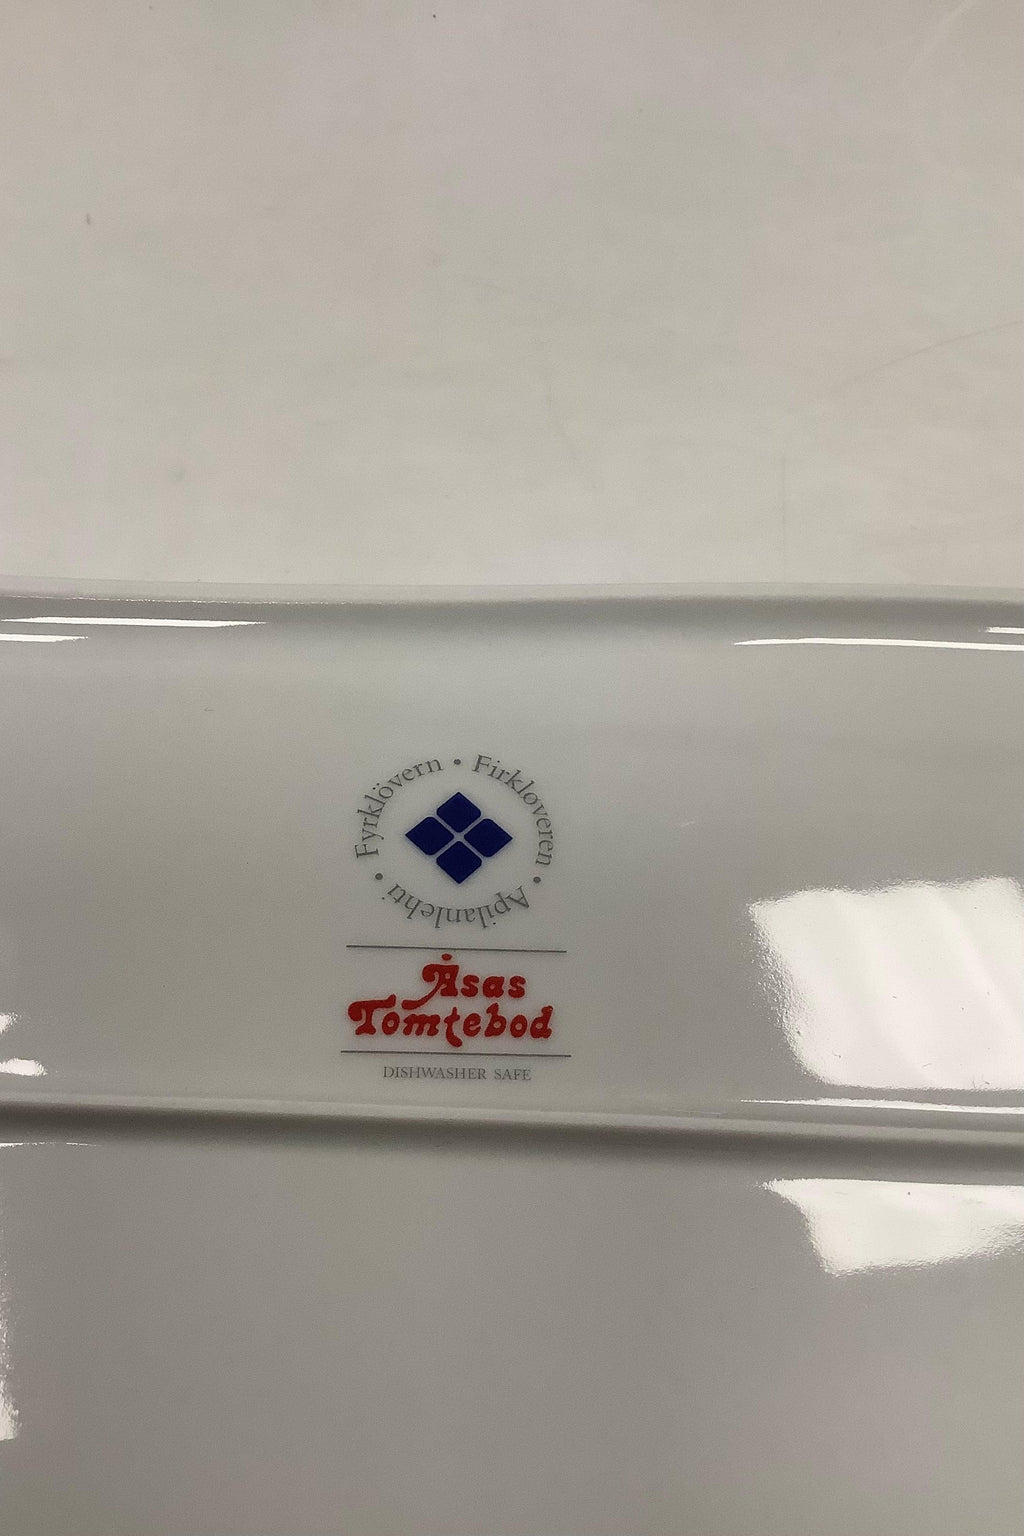 Fyrklövern • Firkløveren • Apilanlehti •
Åsas
Tomtebod
DISHWASHER SAFE